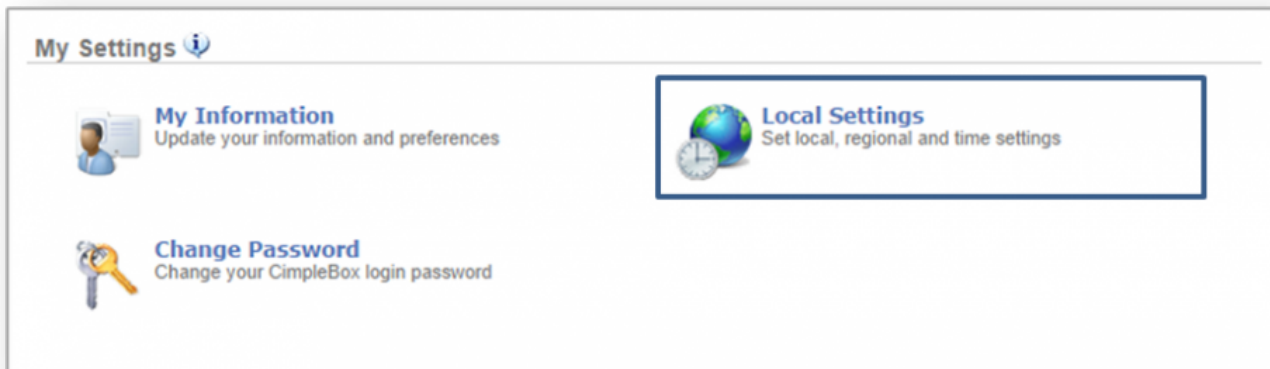 My Settings
My Information
Update your information and preferences
Local Settings
Set local, regional and time settings
Change Password
Change your CimpleBox login password